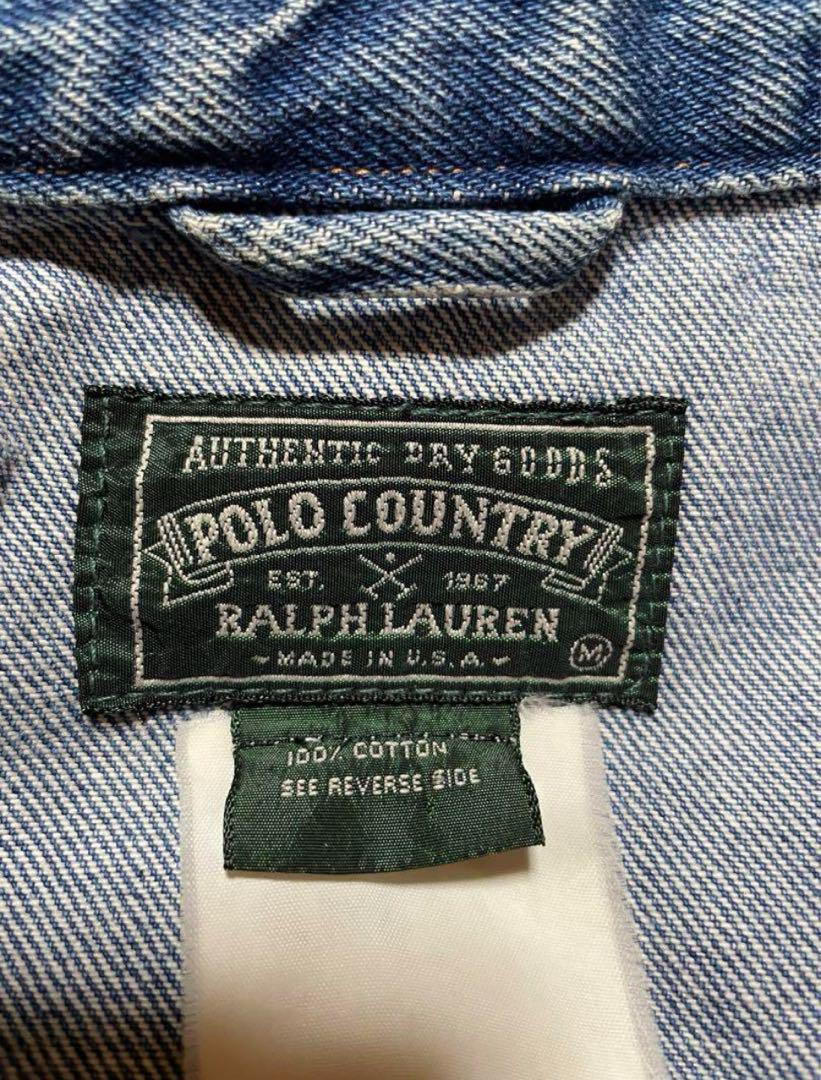 AUTHENTIC DRY GOODS
POLO COUNTRY
EST. 1967
RALPH LAUREN
~ MADE IN U.S.A. ~
M
100% COTTON
SEE REVERSE SIDE